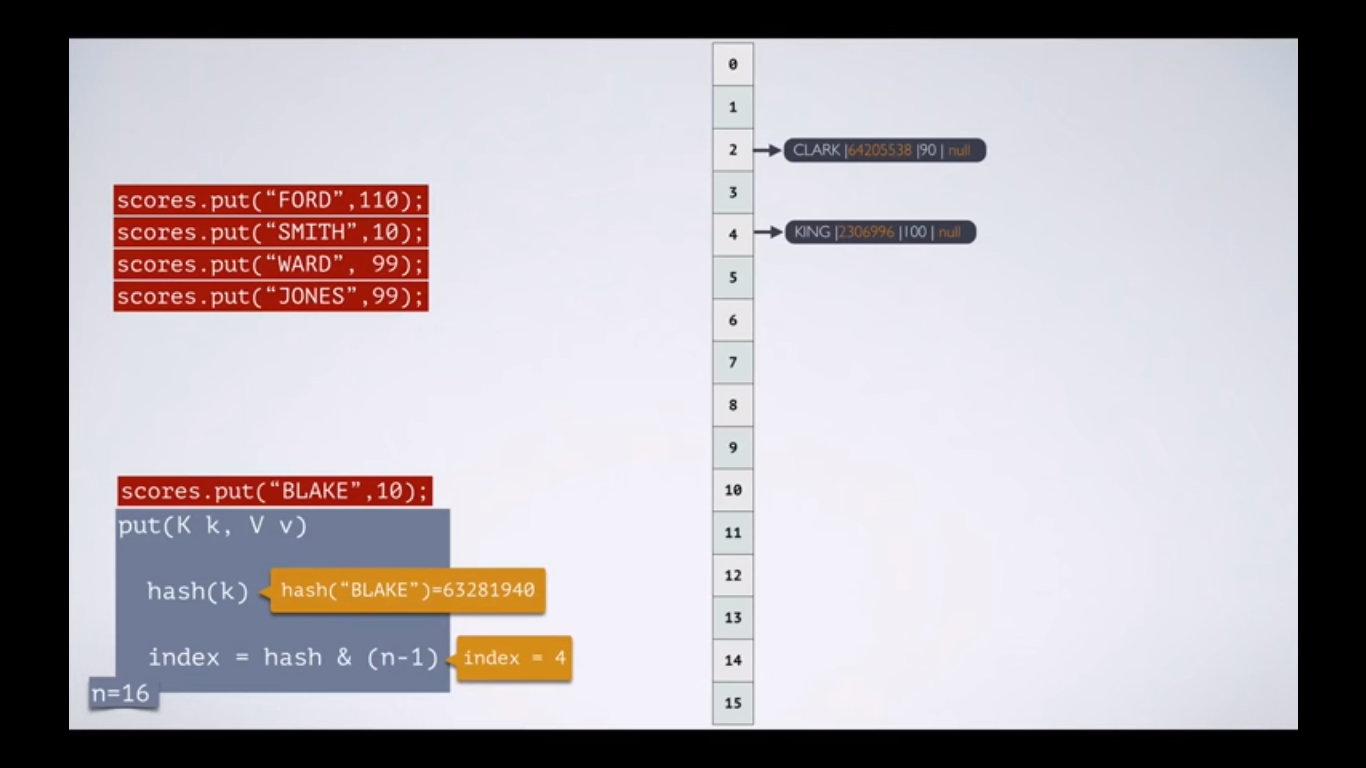 scores.put(“FORD”,110);
scores.put(“SMITH”,10);
scores.put(“WARD”, 99);
scores.put(“JONES”,99);
scores.put(“BLAKE”,10);
put(K k, V v)
hash(k)
hash(“BLAKE”)=63281940
index = hash & (n-1)
index = 4
n=16
0
1
2
CLARK |64205538 |90 | null
3
4
KING |2306996 |100 | null
5
6
7
8
9
10
11
12
13
14
15